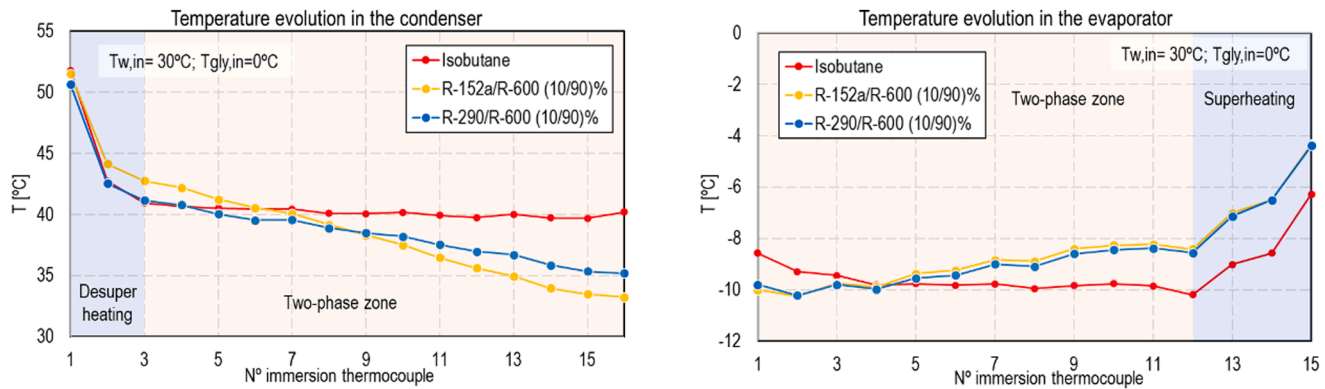 Temperature evolution in the condenser
55
50
45
40
35
30
T [ºC]
Tw,in= 30ºC; Tgly,in=0ºC
Isobutane
R-152a/R-600 (10/90)%
R-290/R-600 (10/90)%
Desuper
heating
Two-phase zone
1 3 5 7 9 11 13 15
Nº immersion thermocouple
Temperature evolution in the evaporator
0
-2
-4
-6
-8
-10
-12
T [ºC]
Tw,in= 30ºC; Tgly,in=0ºC
Isobutane
R-152a/R-600 (10/90)%
R-290/R-600 (10/90)%
Two-phase zone
Superheating
1 3 5 7 9 11 13 15
Nº immersion thermocouple